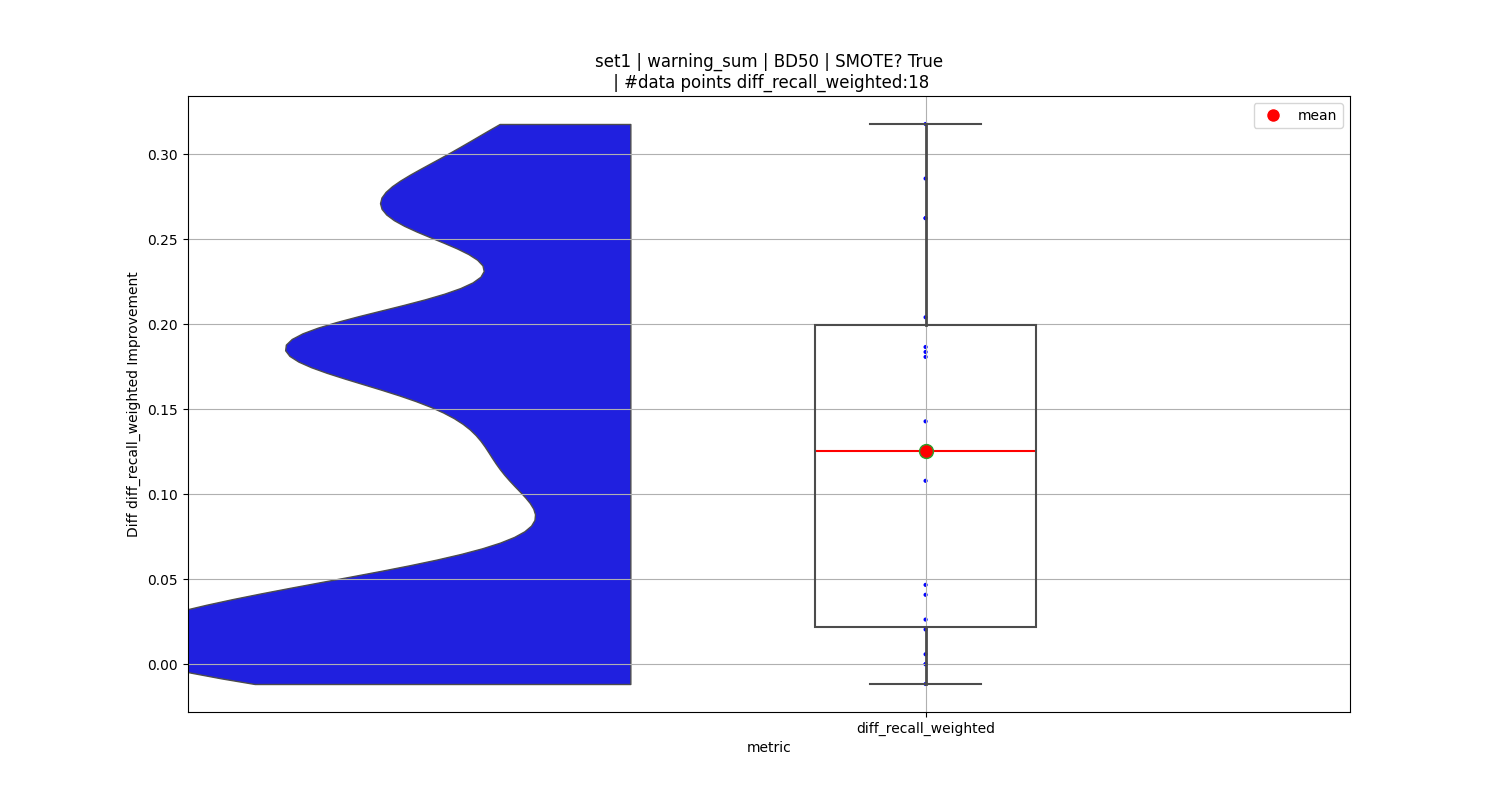 set1 | warning_sum | BD50 | SMOTE? True
| #data points diff_recall_weighted:18
mean
Diff diff_recall_weighted Improvement
0.30
0.25
0.20
0.15
0.10
0.05
0.00
diff_recall_weighted
metric